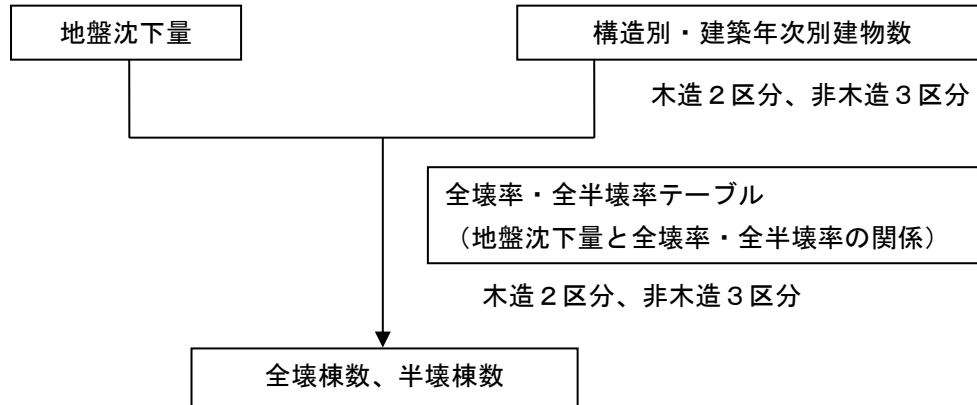 地盤沈下量
構造別・建築年次別建物数
木造２区分、非木造３区分
全壊率・全半壊率テーブル
（地盤沈下量と全壊率・全半壊率の関係）
木造２区分、非木造３区分
全壊棟数、半壊棟数